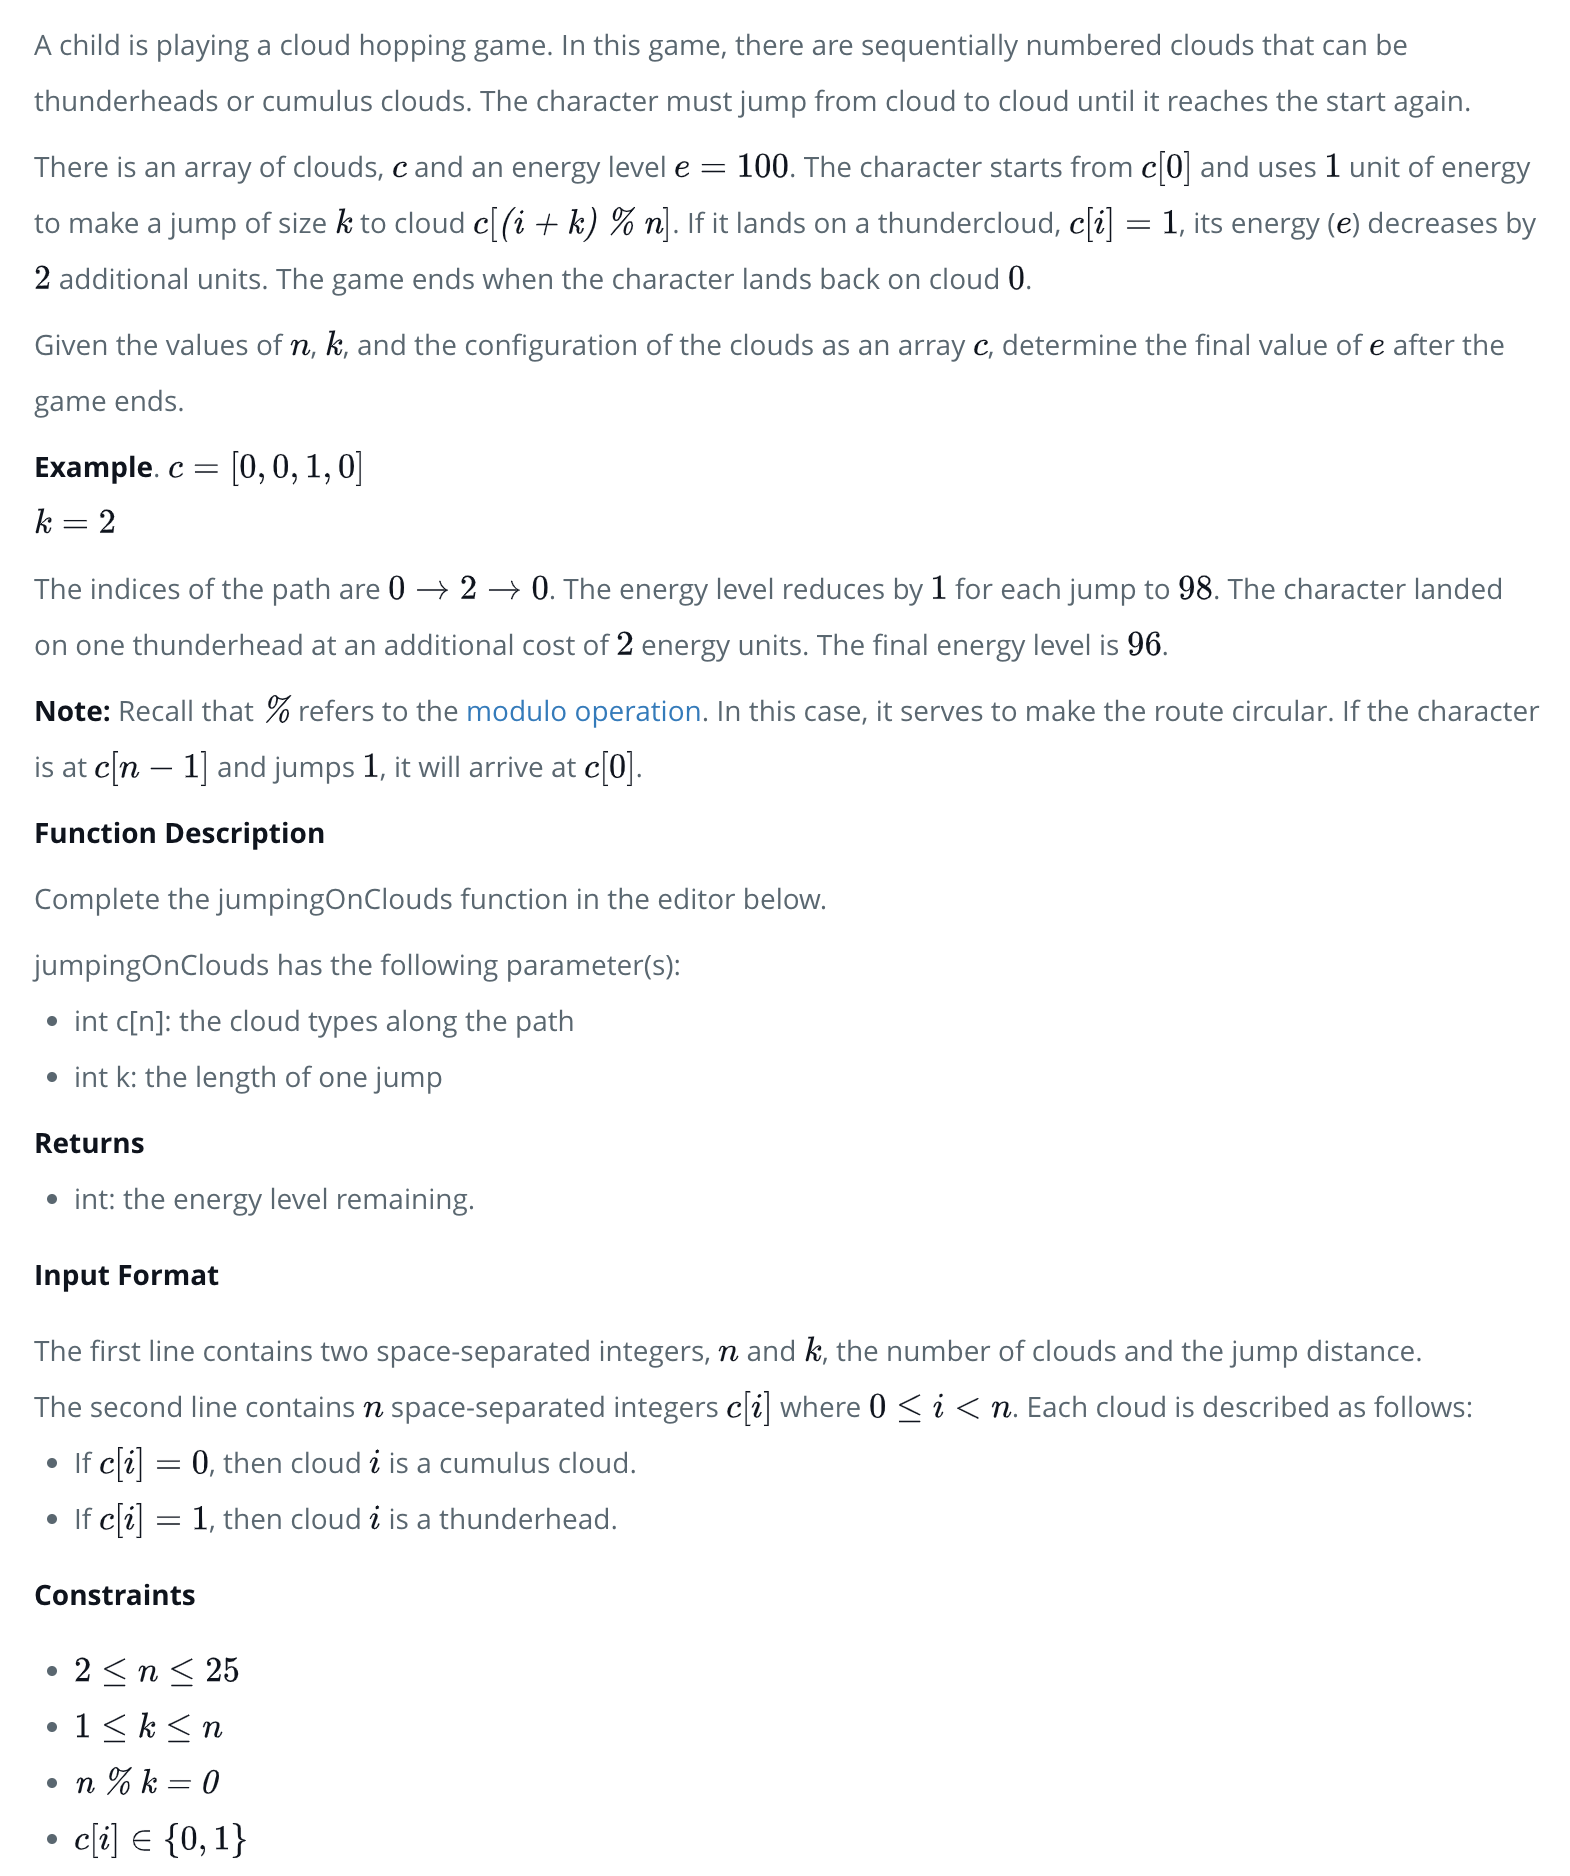 A child is playing a cloud hopping game. In this game, there are sequentially numbered clouds that can be
thunderheads or cumulus clouds. The character must jump from cloud to cloud until it reaches the start again.
There is an array of clouds, c and an energy level e = 100. The character starts from c[0] and uses 1 unit of energy
to make a jump of size k to cloud c[(i + k) % n]. If it lands on a thundercloud, c[i] = 1, its energy (e) decreases by
2 additional units. The game ends when the character lands back on cloud 0.
Given the values of n, k, and the configuration of the clouds as an array c, determine the final value of e after the
game ends.
Example. c = [0, 0, 1, 0]
k = 2
The indices of the path are 0 → 2 → 0. The energy level reduces by 1 for each jump to 98. The character landed
on one thunderhead at an additional cost of 2 energy units. The final energy level is 96.
Note: Recall that % refers to the modulo operation. In this case, it serves to make the route circular. If the character
is at c[n − 1] and jumps 1, it will arrive at c[0].
Function Description
Complete the jumpingOnClouds function in the editor below.
jumpingOnClouds has the following parameter(s):
• int c[n]: the cloud types along the path
• int k: the length of one jump
Returns
• int: the energy level remaining.
Input Format
The first line contains two space-separated integers, n and k, the number of clouds and the jump distance.
The second line contains n space-separated integers c[i] where 0 ≤ i < n. Each cloud is described as follows:
• If c[i] = 0, then cloud i is a cumulus cloud.
• If c[i] = 1, then cloud i is a thunderhead.
Constraints
• 2 ≤ n ≤ 25
• 1 ≤ k ≤ n
• n % k = 0
• c[i] ∈ {0, 1}